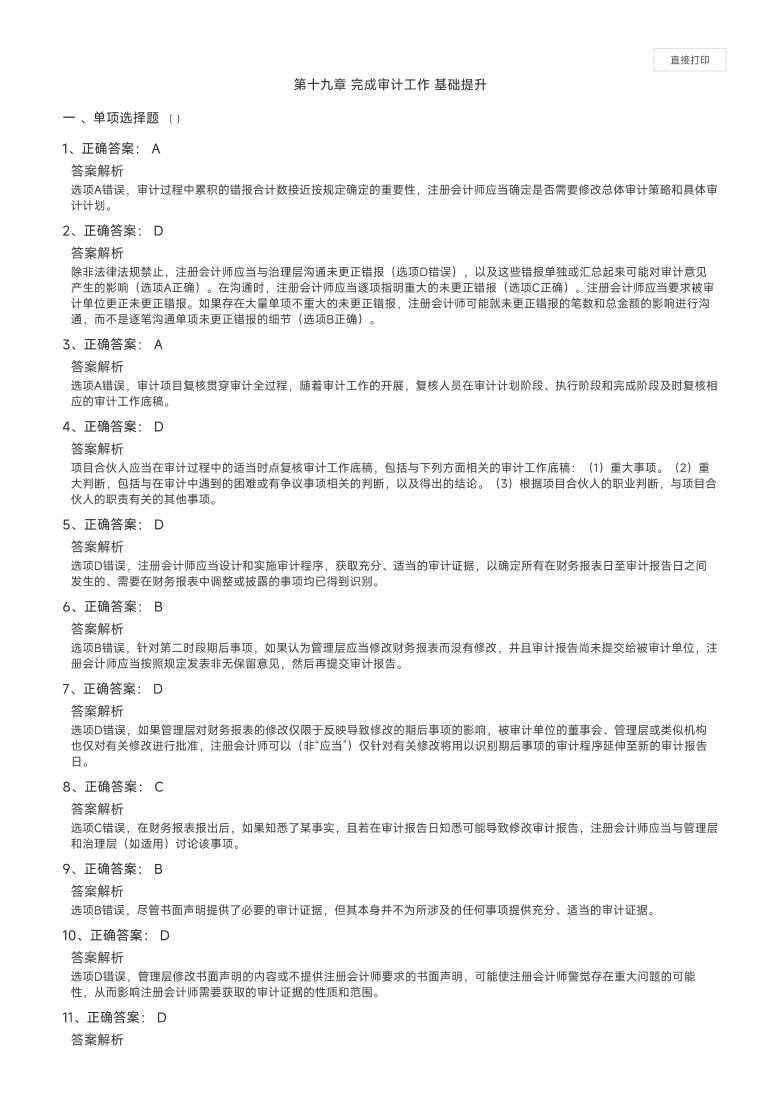 直接打印
第十九章 完成审计工作 基础提升
一 、单项选择题 （ ）
1、正确答案： A
答案解析
选项A错误，审计过程中累积的错报合计数接近按规定确定的重要性，注册会计师应当确定是否需要修改总体审计策略和具体审
计计划。
2、正确答案： D
答案解析
除非法律法规禁止，注册会计师应当与治理层沟通未更正错报（选项D错误），以及这些错报单独或汇总起来可能对审计意见
产生的影响（选项A正确）。在沟通时，注册会计师应当逐项指明重大的未更正错报（选项C正确）。注册会计师应当要求被审
计单位更正未更正错报。如果存在大量单项不重大的未更正错报，注册会计师可能就未更正错报的笔数和总金额的影响进行沟
通，而不是逐笔沟通单项未更正错报的细节（选项B正确）。
3、正确答案： A
答案解析
选项A错误，审计项目复核贯穿审计全过程，随着审计工作的开展，复核人员在审计计划阶段、执行阶段和完成阶段及时复核相
应的审计工作底稿。
4、正确答案： D
答案解析
项目合伙人应当在审计过程中的适当时点复核审计工作底稿，包括与下列方面相关的审计工作底稿：（1）重大事项。（2）重
大判断，包括与在审计中遇到的困难或有争议事项相关的判断，以及得出的结论。（3）根据项目合伙人的职业判断，与项目合
伙人的职责有关的其他事项。
5、正确答案： D
答案解析
选项D错误，注册会计师应当设计和实施审计程序，获取充分、适当的审计证据，以确定所有在财务报表日至审计报告日之间
发生的、需要在财务报表中调整或披露的事项均已得到识别。
6、正确答案： B
答案解析
选项B错误，针对第二时段期后事项，如果认为管理层应当修改财务报表而没有修改，并且审计报告尚未提交给被审计单位，注
册会计师应当按照规定发表非无保留意见，然后再提交审计报告。
7、正确答案： D
答案解析
选项D错误，如果管理层对财务报表的修改仅限于反映导致修改的期后事项的影响，被审计单位的董事会、管理层或类似机构
也仅对有关修改进行批准，注册会计师可以（非“应当”）仅针对有关修改将用以识别期后事项的审计程序延伸至新的审计报告
日。
8、正确答案： C
答案解析
选项C错误，在财务报表报出后，如果知悉了某事实，且若在审计报告日知悉可能导致修改审计报告，注册会计师应当与管理层
和治理层（如适用）讨论该事项。
9、正确答案： B
答案解析
选项B错误，尽管书面声明提供了必要的审计证据，但其本身并不为所涉及的任何事项提供充分、适当的审计证据。
10、正确答案： D
答案解析
选项D错误，管理层修改书面声明的内容或不提供注册会计师要求的书面声明，可能使注册会计师警觉存在重大问题的可能
性，从而影响注册会计师需要获取的审计证据的性质和范围。
11、正确答案： D
答案解析